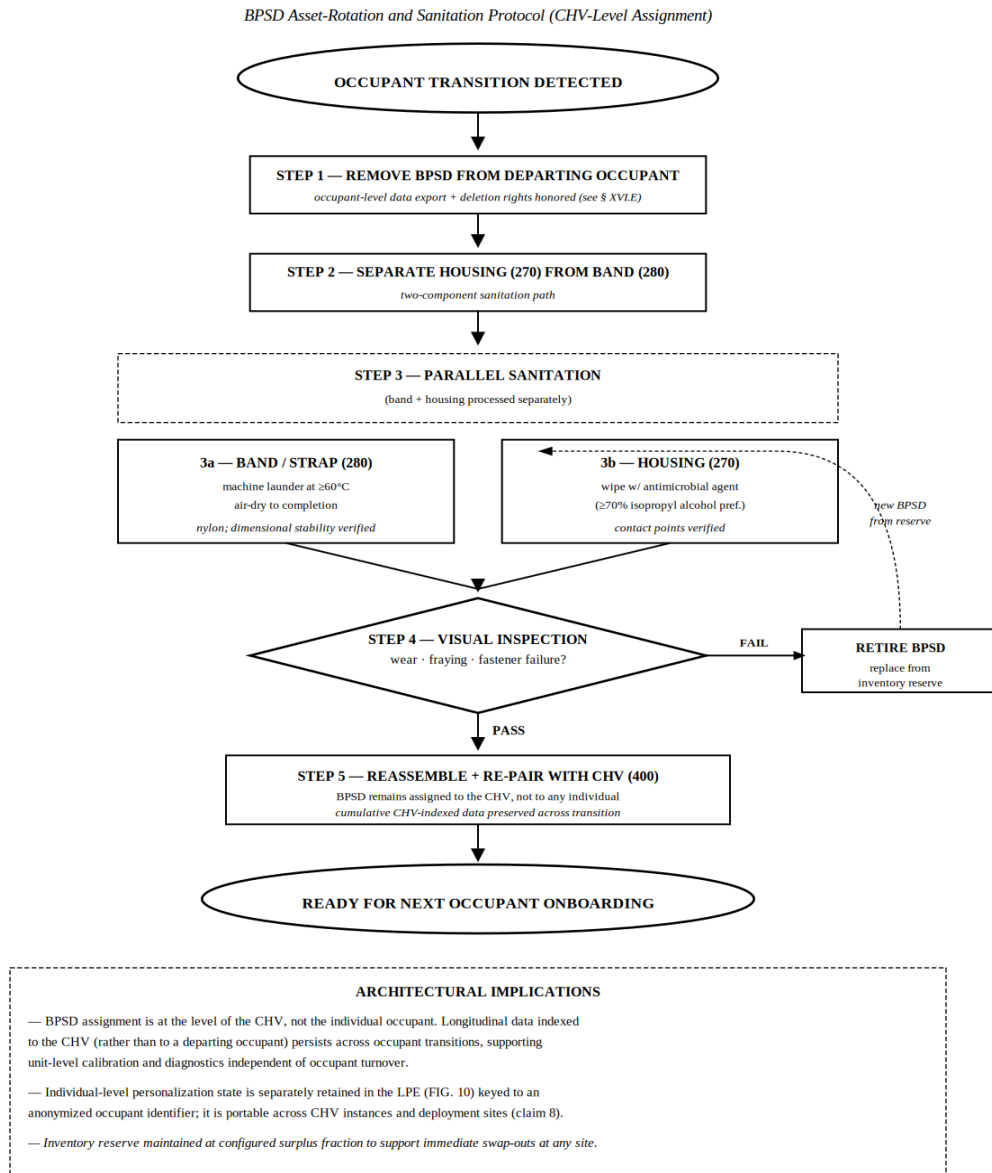 BPSD Asset-Rotation and Sanitation Protocol (CHV-Level Assignment)
OCCUPANT TRANSITION DETECTED
STEP 1 — REMOVE BPSD FROM DEPARTING OCCUPANT
occupant-level data export + deletion rights honored (see § XVI.E)
STEP 2 — SEPARATE HOUSING (270) FROM BAND (280)
two-component sanitation path
STEP 3 — PARALLEL SANITATION
(band + housing processed separately)
3a — BAND / STRAP (280)
machine launder at ≥60°C
air-dry to completion
nylon; dimensional stability verified
3b — HOUSING (270)
wipe w/ antimicrobial agent
(≥70% isopropyl alcohol pref.)
contact points verified
new BPSD
from reserve
STEP 4 — VISUAL INSPECTION
wear · fraying · fastener failure?
FAIL
RETIRE BPSD
replace from
inventory reserve
PASS
STEP 5 — REASSEMBLE + RE-PAIR WITH CHV (400)
BPSD remains assigned to the CHV, not to any individual
cumulative CHV-indexed data preserved across transition
READY FOR NEXT OCCUPANT ONBOARDING
ARCHITECTURAL IMPLICATIONS
— BPSD assignment is at the level of the CHV, not the individual occupant. Longitudinal data indexed
to the CHV (rather than to a departing occupant) persists across occupant transitions, supporting
unit-level calibration and diagnostics independent of occupant turnover.
— Individual-level personalization state is separately retained in the LPE (FIG. 10) keyed to an
anonymized occupant identifier; it is portable across CHV instances and deployment sites (claim 8).
— Inventory reserve maintained at configured surplus fraction to support immediate swap-outs at any site.